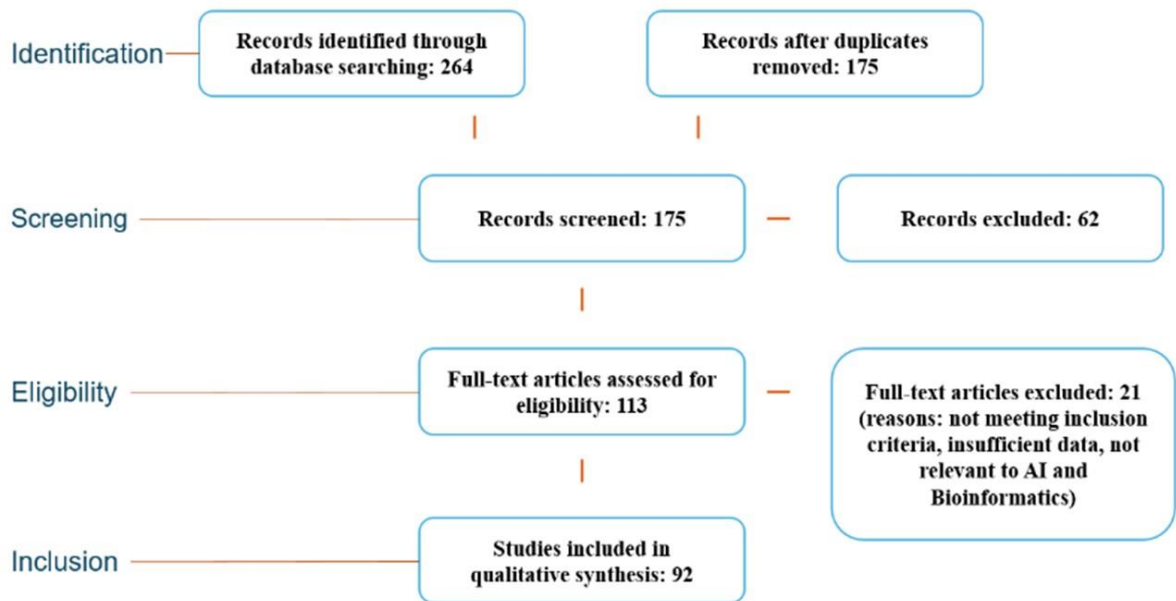 Identification
Records identified through
database searching: 264
Records after duplicates
removed: 175
Screening
Records screened: 175
Records excluded: 62
Eligibility
Full-text articles assessed for
eligibility: 113
Full-text articles excluded: 21
(reasons: not meeting inclusion
criteria, insufficient data, not
relevant to AI and
Bioinformatics)
Inclusion
Studies included in
qualitative synthesis: 92